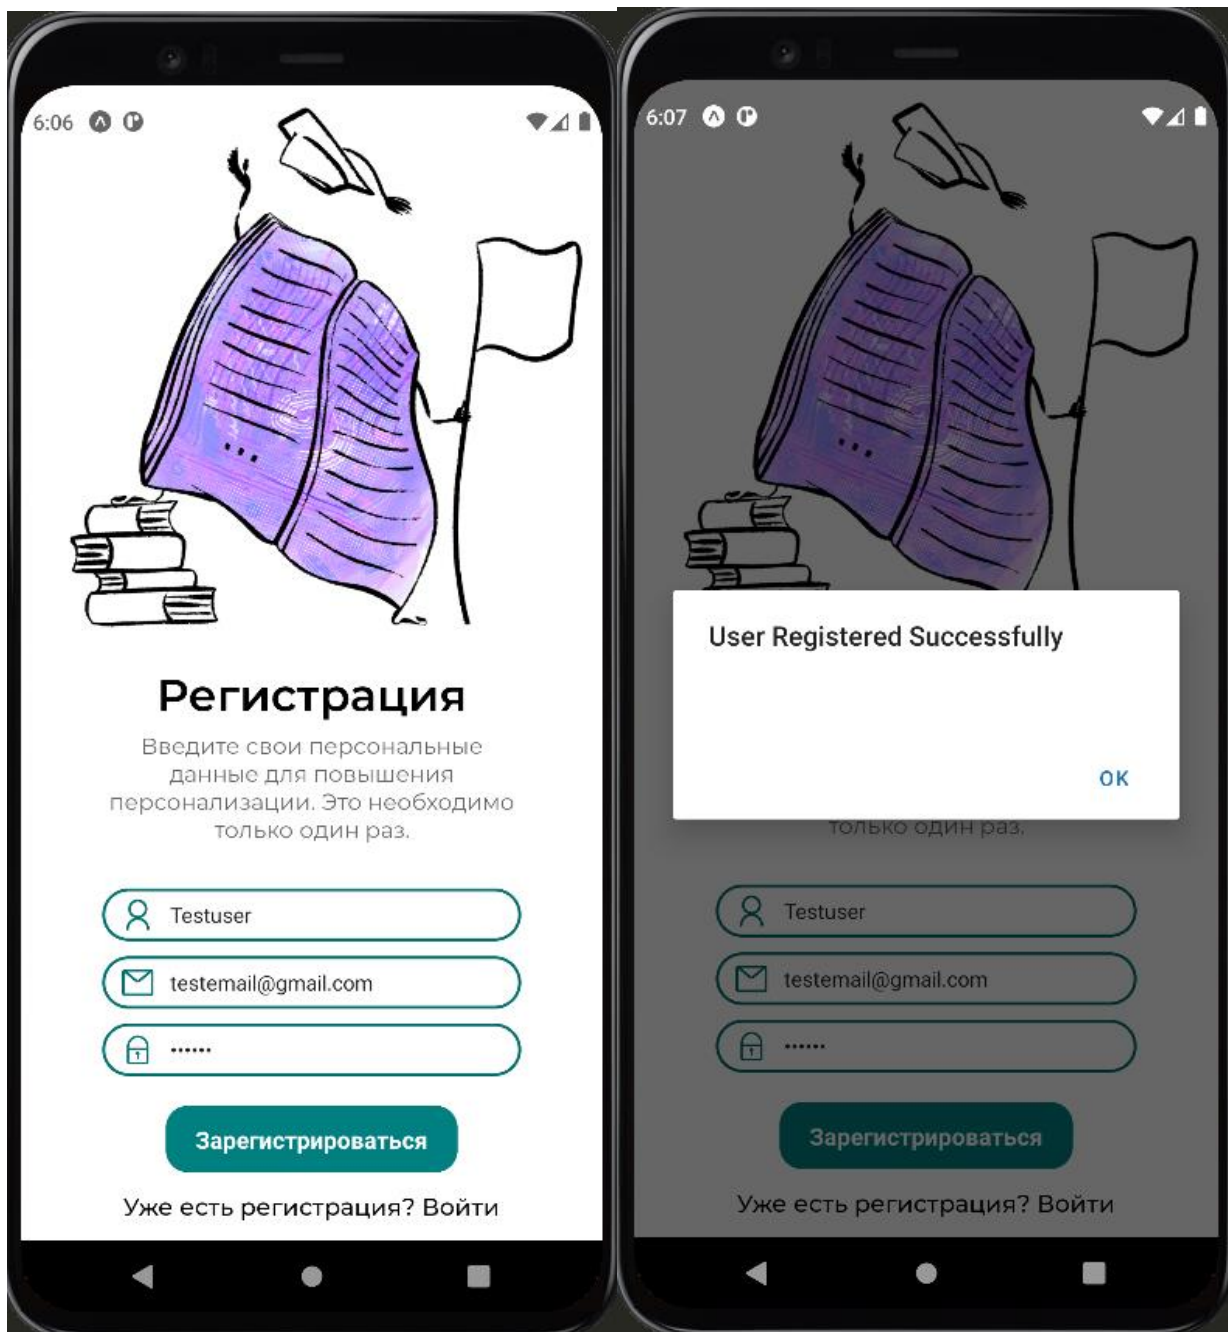 6:06
Регистрация
Введите свои персональные
данные для повышения
персонализации. Это необходимо
только один раз.
Testuser
testemail@gmail.com
••••••
Зарегистрироваться
Уже есть регистрация? Войти
6:07
User Registered Successfully
OK
только один раз.
Testuser
testemail@gmail.com
••••••
Зарегистрироваться
Уже есть регистрация? Войти